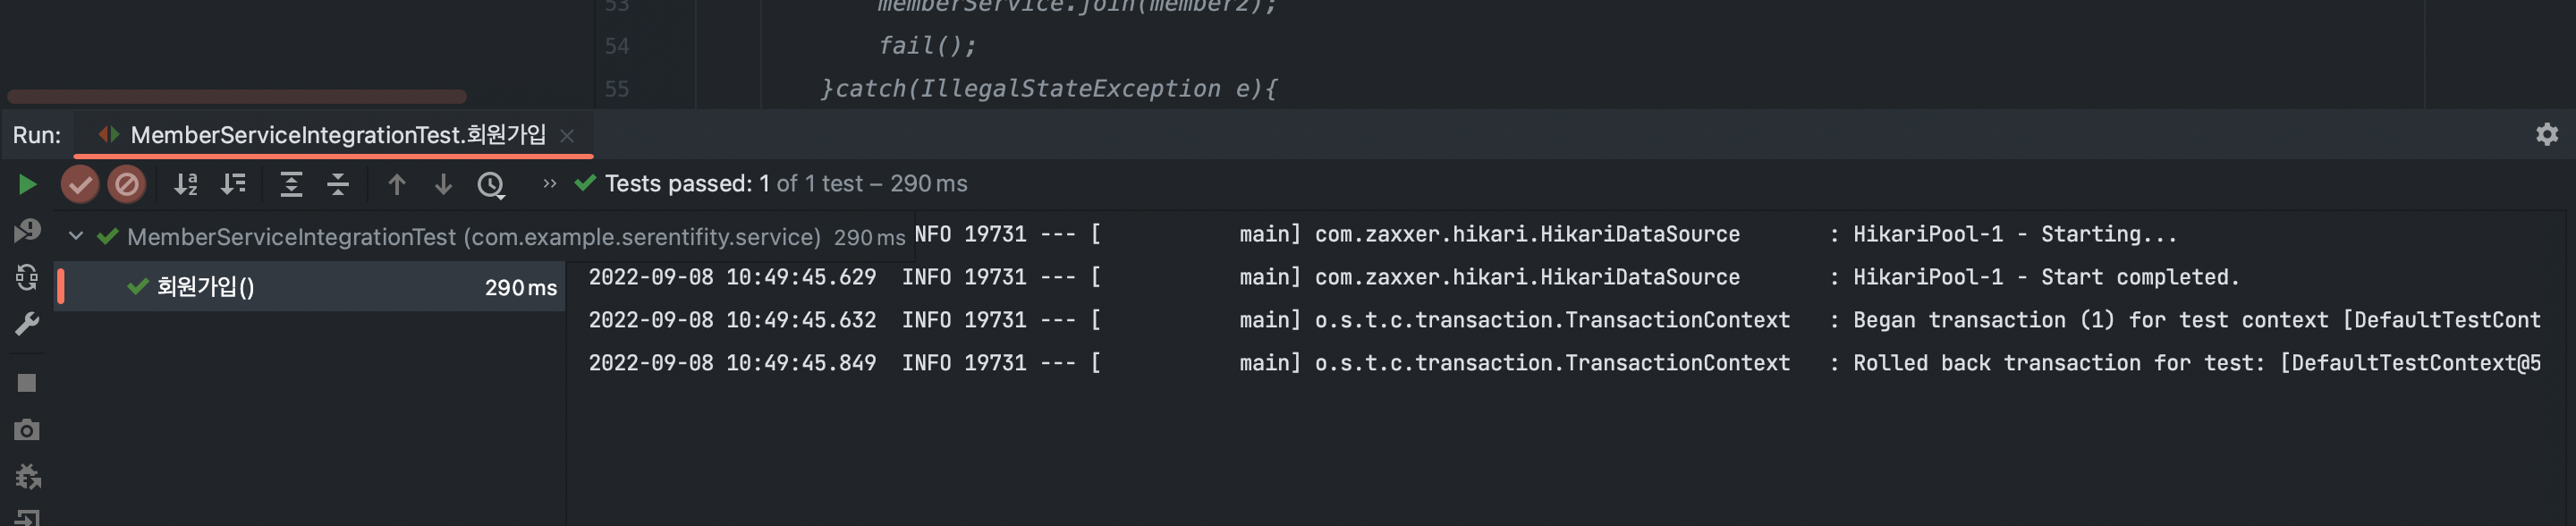 53 memberService.join(member2);
54 fail();
55 }catch(IllegalStateException e){
Run: MemberServiceIntegrationTest.회원가입
Tests passed: 1 of 1 test – 290 ms
MemberServiceIntegrationTest (com.example.serentifity.service) 290 ms
회원가입() 290 ms
NFO 19731 --- [ main] com.zaxxer.hikari.HikariDataSource : HikariPool-1 - Starting...
2022-09-08 10:49:45.629 INFO 19731 --- [ main] com.zaxxer.hikari.HikariDataSource : HikariPool-1 - Start completed.
2022-09-08 10:49:45.632 INFO 19731 --- [ main] o.s.t.c.transaction.TransactionContext : Began transaction (1) for test context [DefaultTestCont
2022-09-08 10:49:45.849 INFO 19731 --- [ main] o.s.t.c.transaction.TransactionContext : Rolled back transaction for test: [DefaultTestContext@5